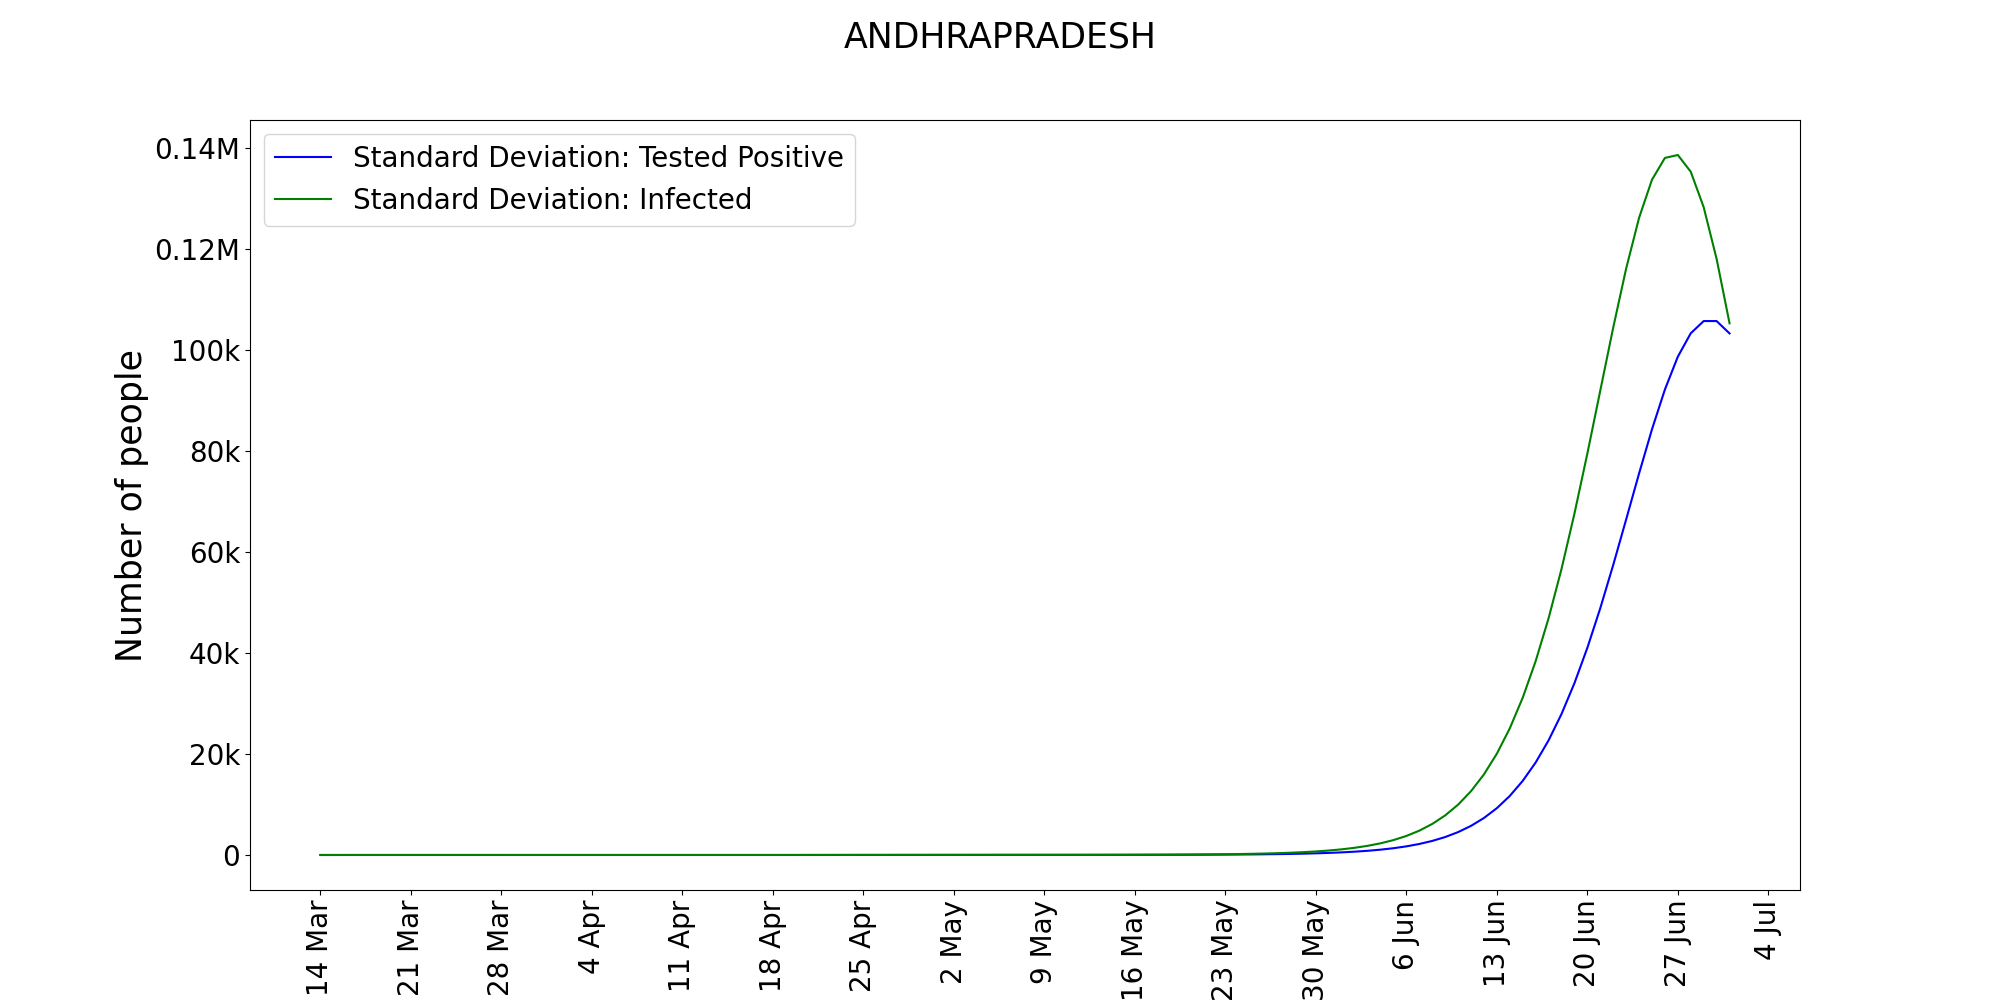 ANDHRAPRADESH
Standard Deviation: Tested Positive
Standard Deviation: Infected
Number of people
0.14M
0.12M
100k
80k
60k
40k
20k
0
14 Mar
21 Mar
28 Mar
4 Apr
11 Apr
18 Apr
25 Apr
2 May
9 May
16 May
23 May
30 May
6 Jun
13 Jun
20 Jun
27 Jun
4 Jul